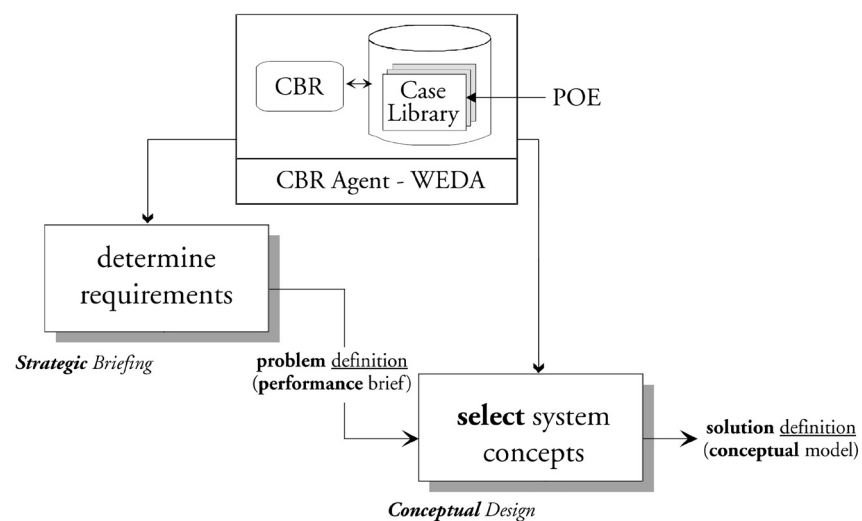 CBR
Case
Library
POE
CBR Agent - WEDA
determine
requirements
Strategic Briefing
problem definition
(performance brief)
select system
concepts
solution definition
(conceptual model)
Conceptual Design